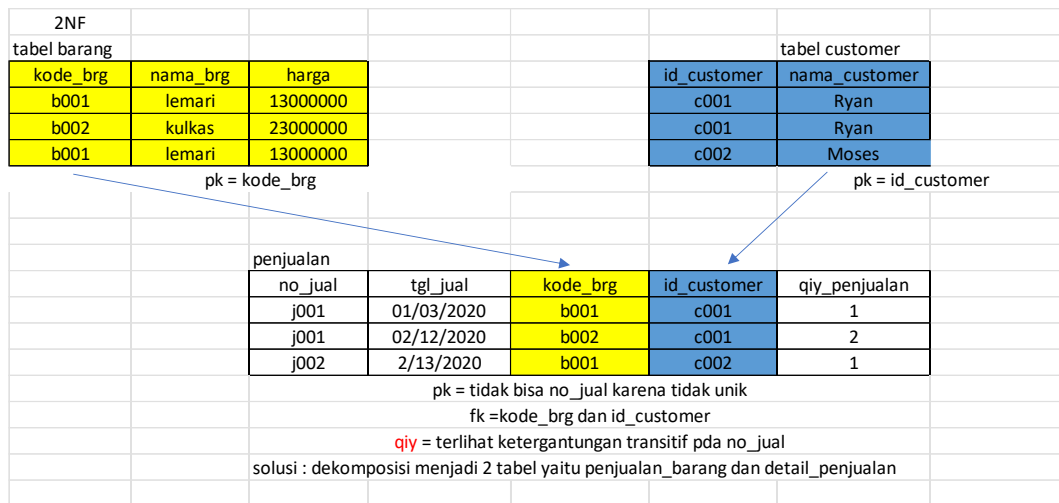 2NF
tabel barang tabel customer
kode_brg nama_brg harga id_customer nama_customer
b001 lemari 13000000 c001 Ryan
b002 kulkas 23000000 c001 Ryan
b001 lemari 13000000 c002 Moses
pk = kode_brg pk = id_customer
penjualan
no_jual tgl_jual kode_brg id_customer qiy_penjualan
j001 01/03/2020 b001 c001 1
j001 02/12/2020 b002 c001 2
j002 2/13/2020 b001 c002 1
pk = tidak bisa no_jual karena tidak unik
fk =kode_brg dan id_customer
qiy = terlihat ketergantungan transitif pda no_jual
solusi : dekomposisi menjadi 2 tabel yaitu penjualan_barang dan detail_penjualan